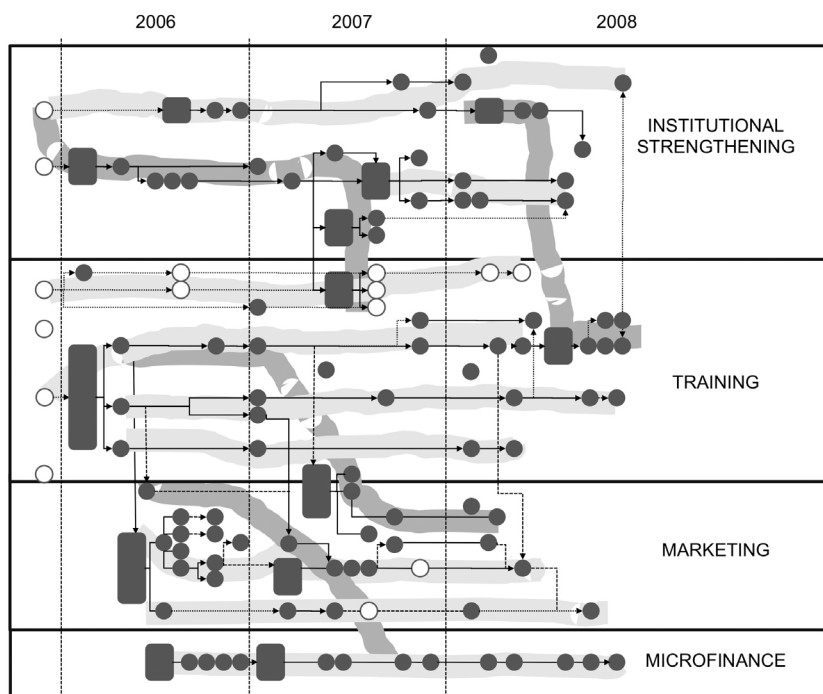 2006
2007
2008
INSTITUTIONAL
STRENGTHENING
TRAINING
MARKETING
MICROFINANCE